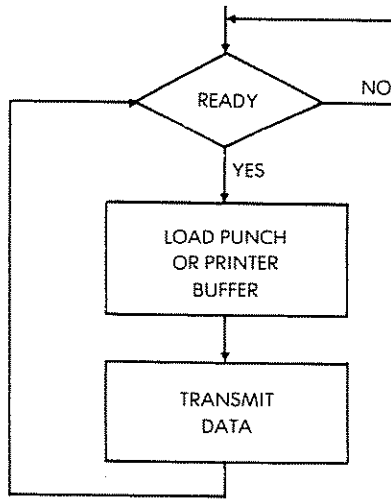 READY
NO
YES
LOAD PUNCH
OR PRINTER
BUFFER
TRANSMIT
DATA